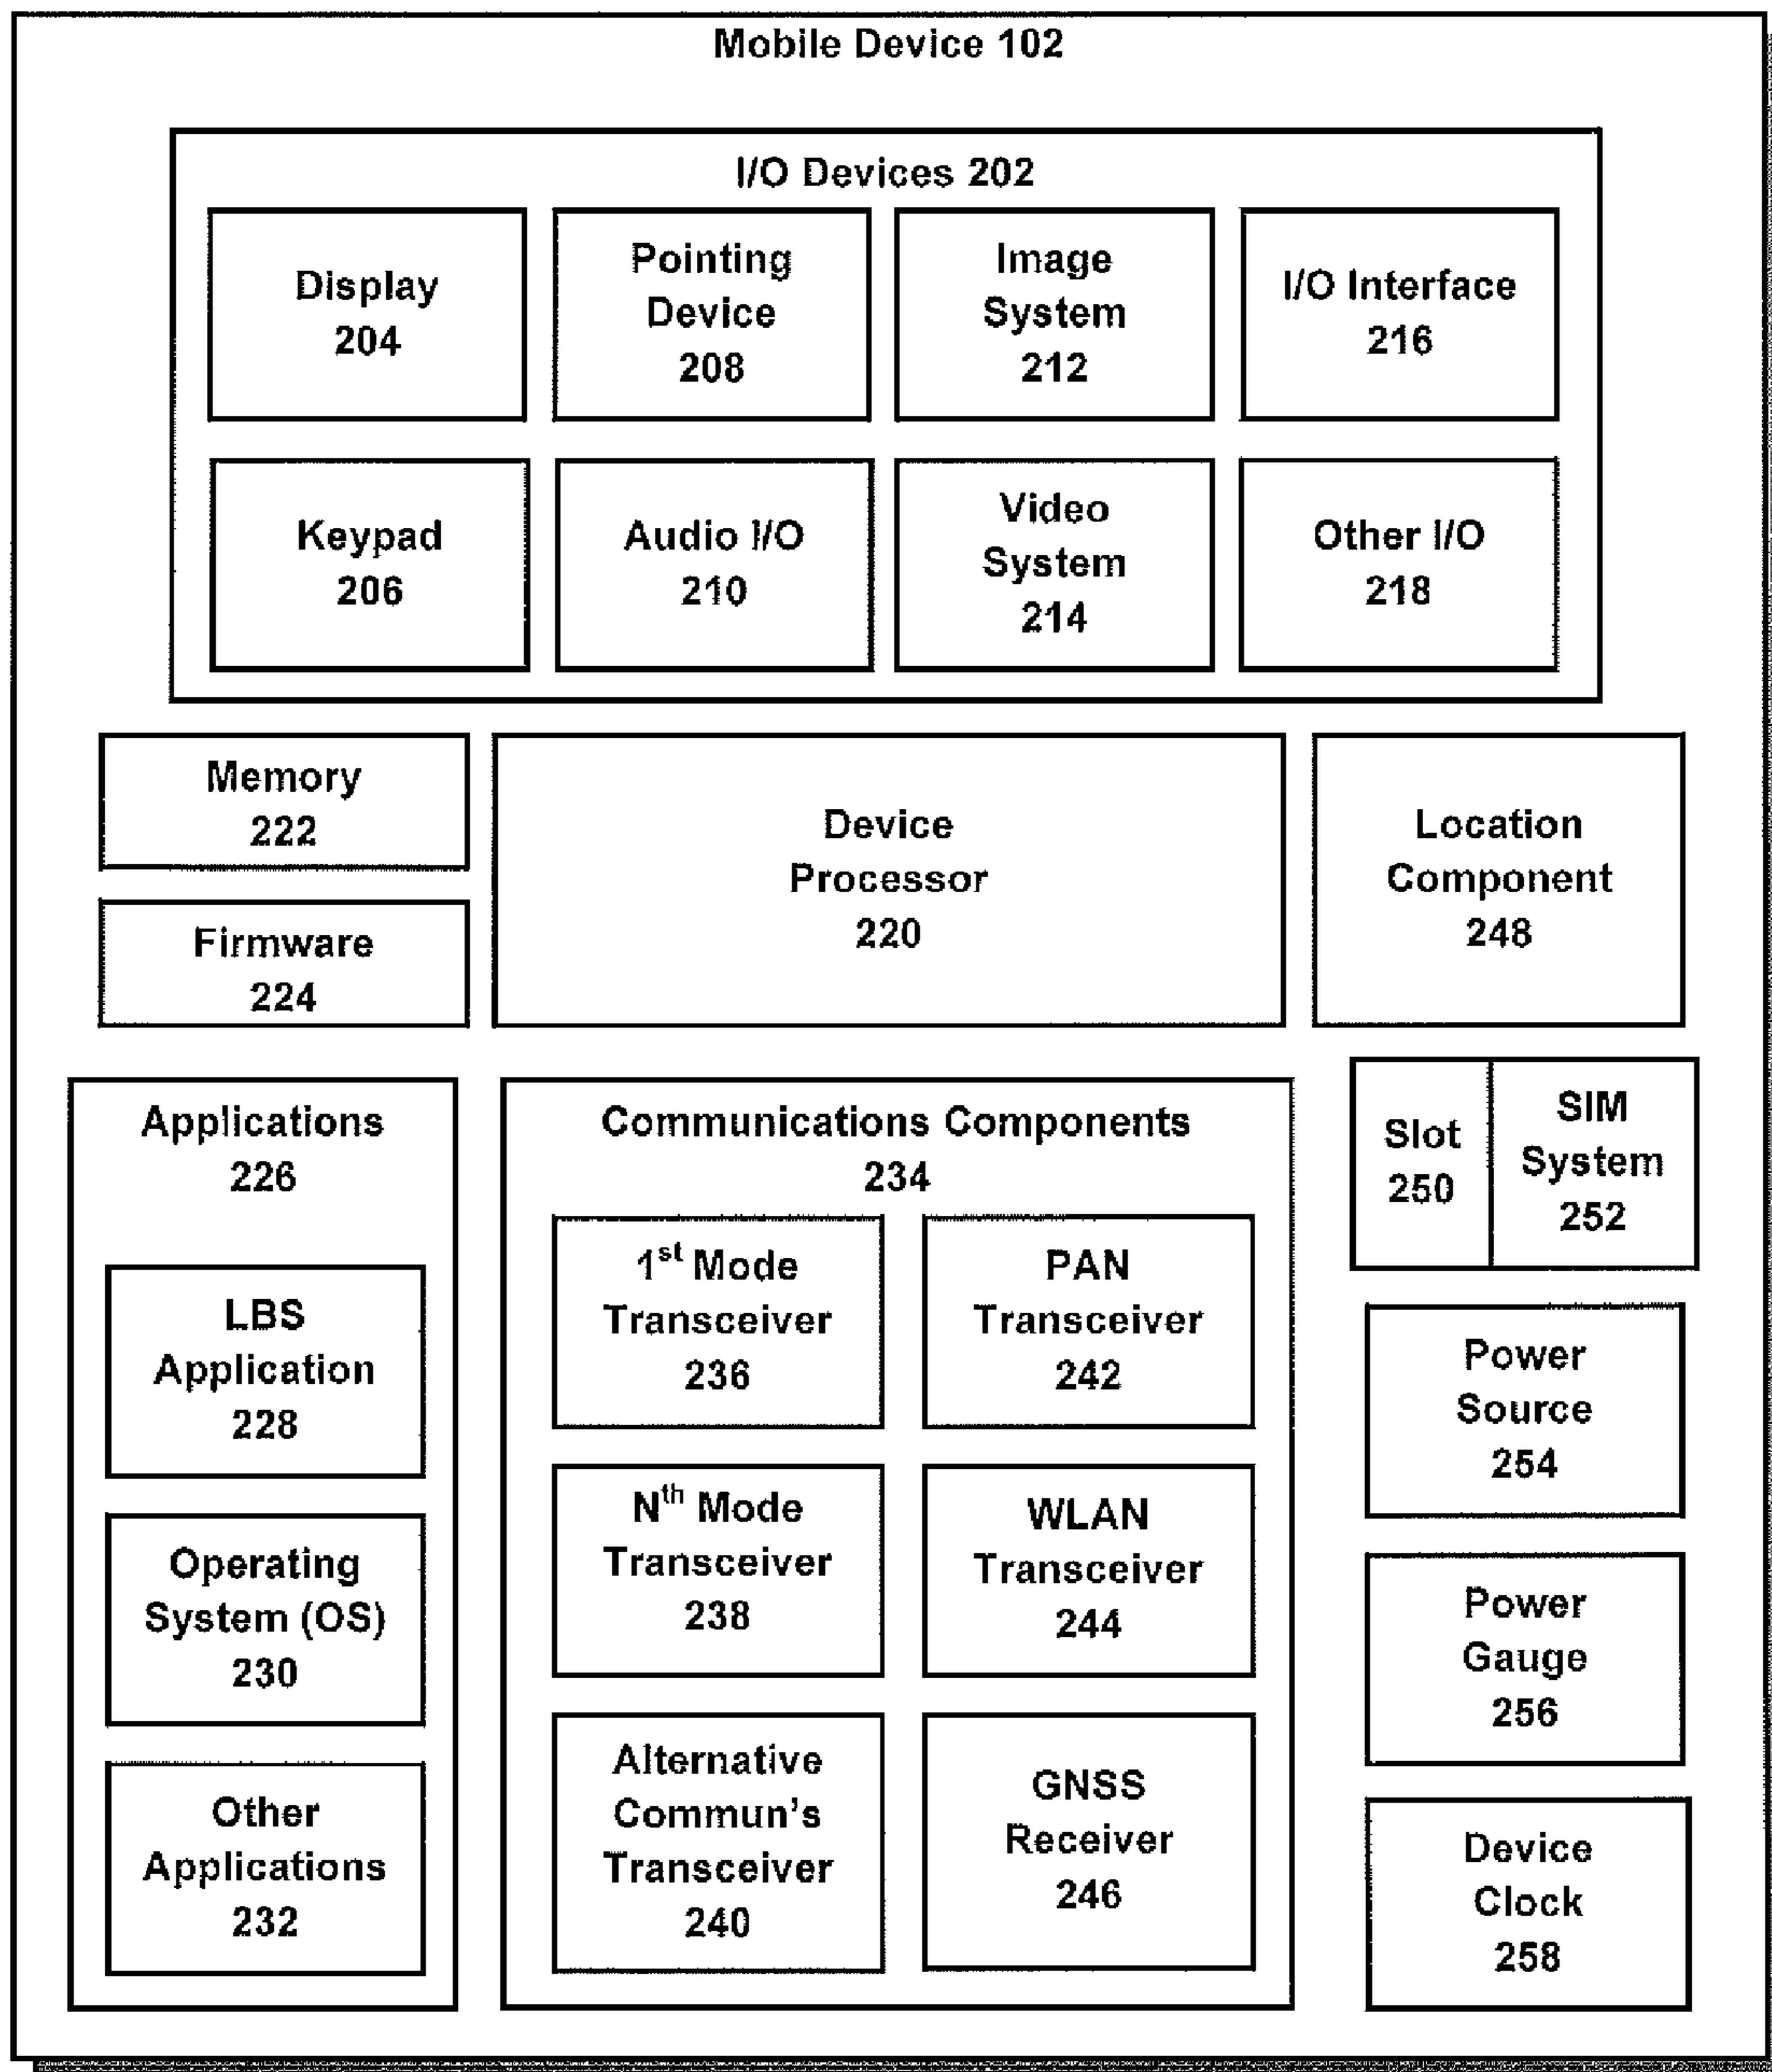 Mobile Device 102
I/O Devices 202
Display
204
Pointing
Device
208
Image
System
212
I/O Interface
216
Keypad
206
Audio I/O
210
Video
System
214
Other I/O
218
Memory
222
Firmware
224
Device
Processor
220
Location
Component
248
Applications
226
LBS
Application
228
Operating
System (OS)
230
Other
Applications
232
Communications Components
234
1st Mode
Transceiver
236
PAN
Transceiver
242
Nth Mode
Transceiver
238
WLAN
Transceiver
244
Alternative
Commun's
Transceiver
240
GNSS
Receiver
246
Slot
250
SIM
System
252
Power
Source
254
Power
Gauge
256
Device
Clock
258